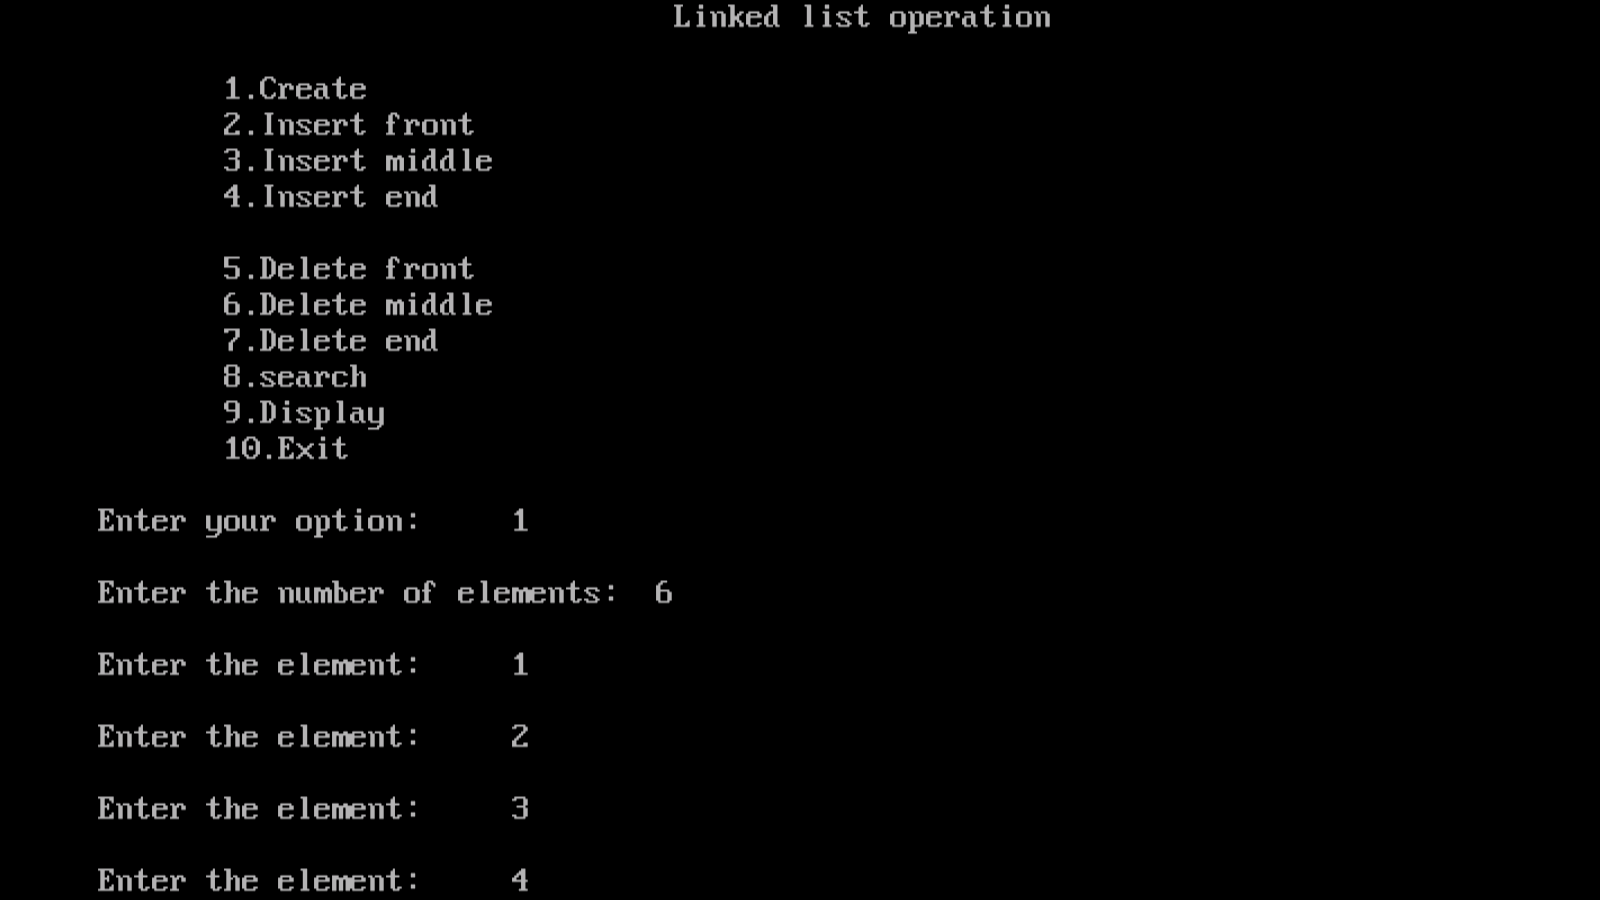 Linked list operation
1.Create
2.Insert front
3.Insert middle
4.Insert end
5.Delete front
6.Delete middle
7.Delete end
8.search
9.Display
10.Exit
Enter your option: 1
Enter the number of elements: 6
Enter the element: 1
Enter the element: 2
Enter the element: 3
Enter the element: 4